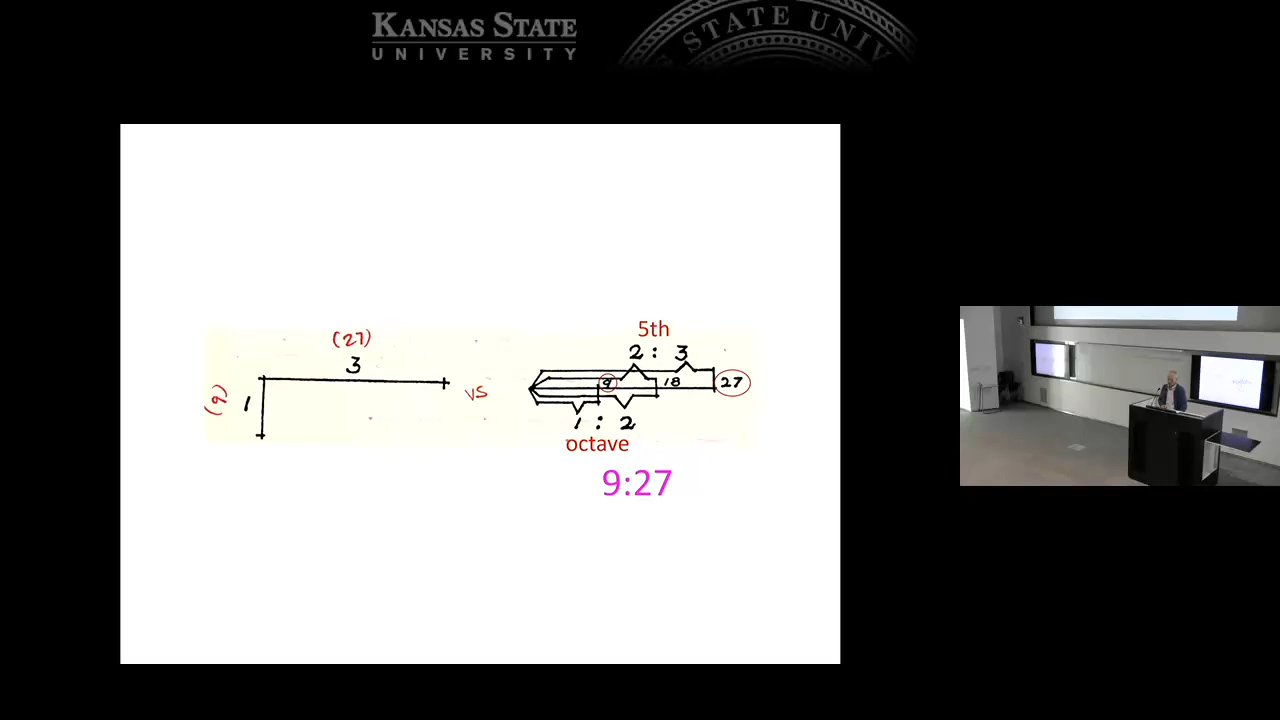 KANSAS STATE
UNIVERSITY
STATE UNIV
(27)
3
(9)
1
vs
5th
2 : 3
9
18
27
1 : 2
octave
9:27